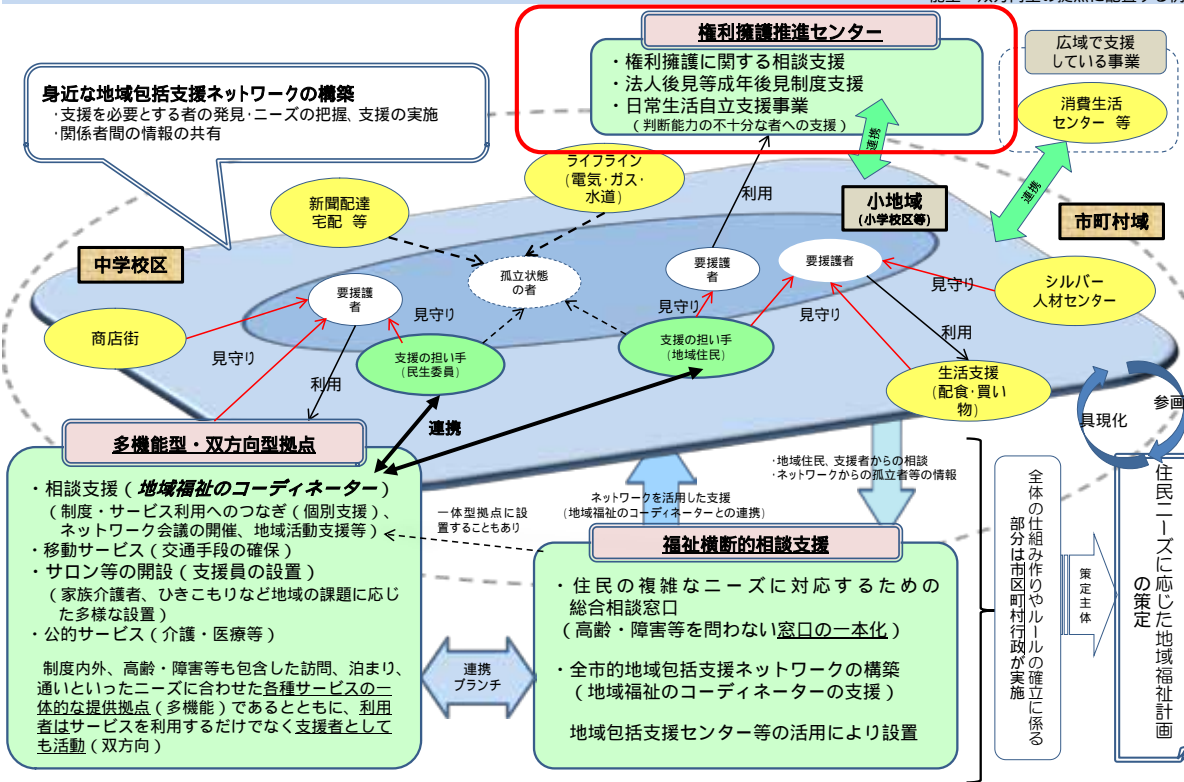 権利擁護推進センター
・権利擁護に関する相談支援
・法人後見等成年後見制度支援
・日常生活自立支援事業
(判断能力の不十分な者への支援)
広域で支援
している事業
消費生活
センター 等
連携
連携
身近な地域包括支援ネットワークの構築
・支援を必要とする者の発見・ニーズの把握、支援の実施
・関係者間の情報の共有
ライフライン
(電気・ガス・
水道)
新聞配達
宅配 等
利用
小地域
(小学校区等)
市町村域
中学校区
孤立状態
の者
要援護
者
要援護者
要援護
者
シルバー
人材センター
見守り
見守り
見守り
見守り
見守り
商店街
支援の担い手
(民生委員)
支援の担い手
(地域住民)
利用
利用
生活支援
(配食・買い
物)
参画
具現化
連携
多機能型・双方向型拠点
・相談支援(地域福祉のコーディネーター)
(制度・サービス利用へのつなぎ(個別支援)、
ネットワーク会議の開催、地域活動支援等)
・移動サービス(交通手段の確保)
・サロン等の開設(支援員の設置)
(家族介護者、ひきこもりなど地域の課題に応じ
た多様な設置)
・公的サービス(介護・医療等)
制度内外、高齢・障害等も包含した訪問、泊まり、
通いといったニーズに合わせた各種サービスの一
体的な提供拠点(多機能)であるとともに、利用
者はサービスを利用するだけでなく支援者として
も活動(双方向)
一体型拠点に設
置することもあり
ネットワークを活用した支援
(地域福祉のコーディネーターとの連携)
・地域住民、支援者からの相談
・ネットワークからの孤立者等の情報
福祉横断的相談支援
・住民の複雑なニーズに対応するための
総合相談窓口
(高齢・障害等を問わない窓口の一本化)
・全市的地域包括支援ネットワークの構築
(地域福祉のコーディネーターの支援)
地域包括支援センター等の活用により設置
連携
ブランチ
全体の仕組み作りやルールの確立に係る
部分は市区町村行政が実施
策定主体
住民ニーズに応じた地域福祉計画
の策定